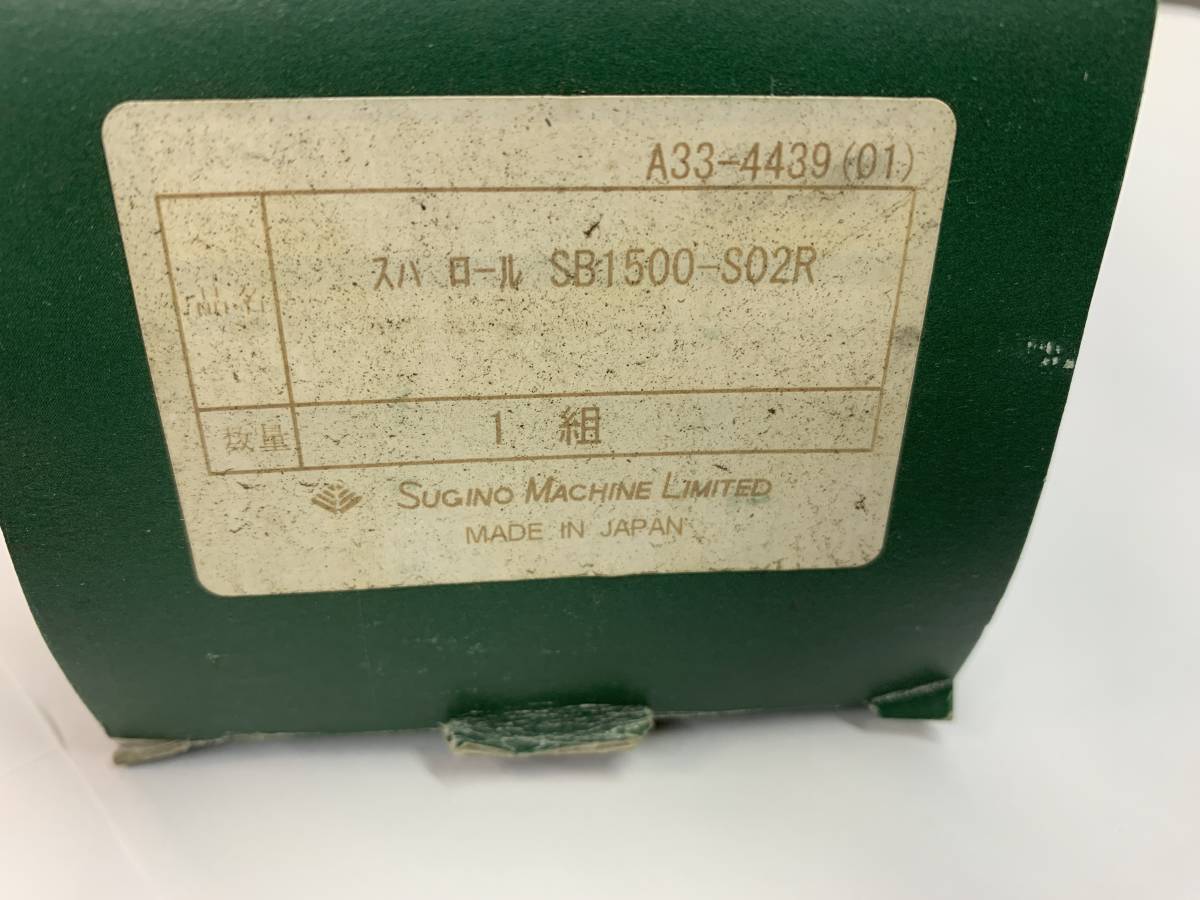 A33-4439(01)
スパ ロール SB1500-S02R
数量 1 組
SUGINO MACHINE LIMITED
MADE IN JAPAN